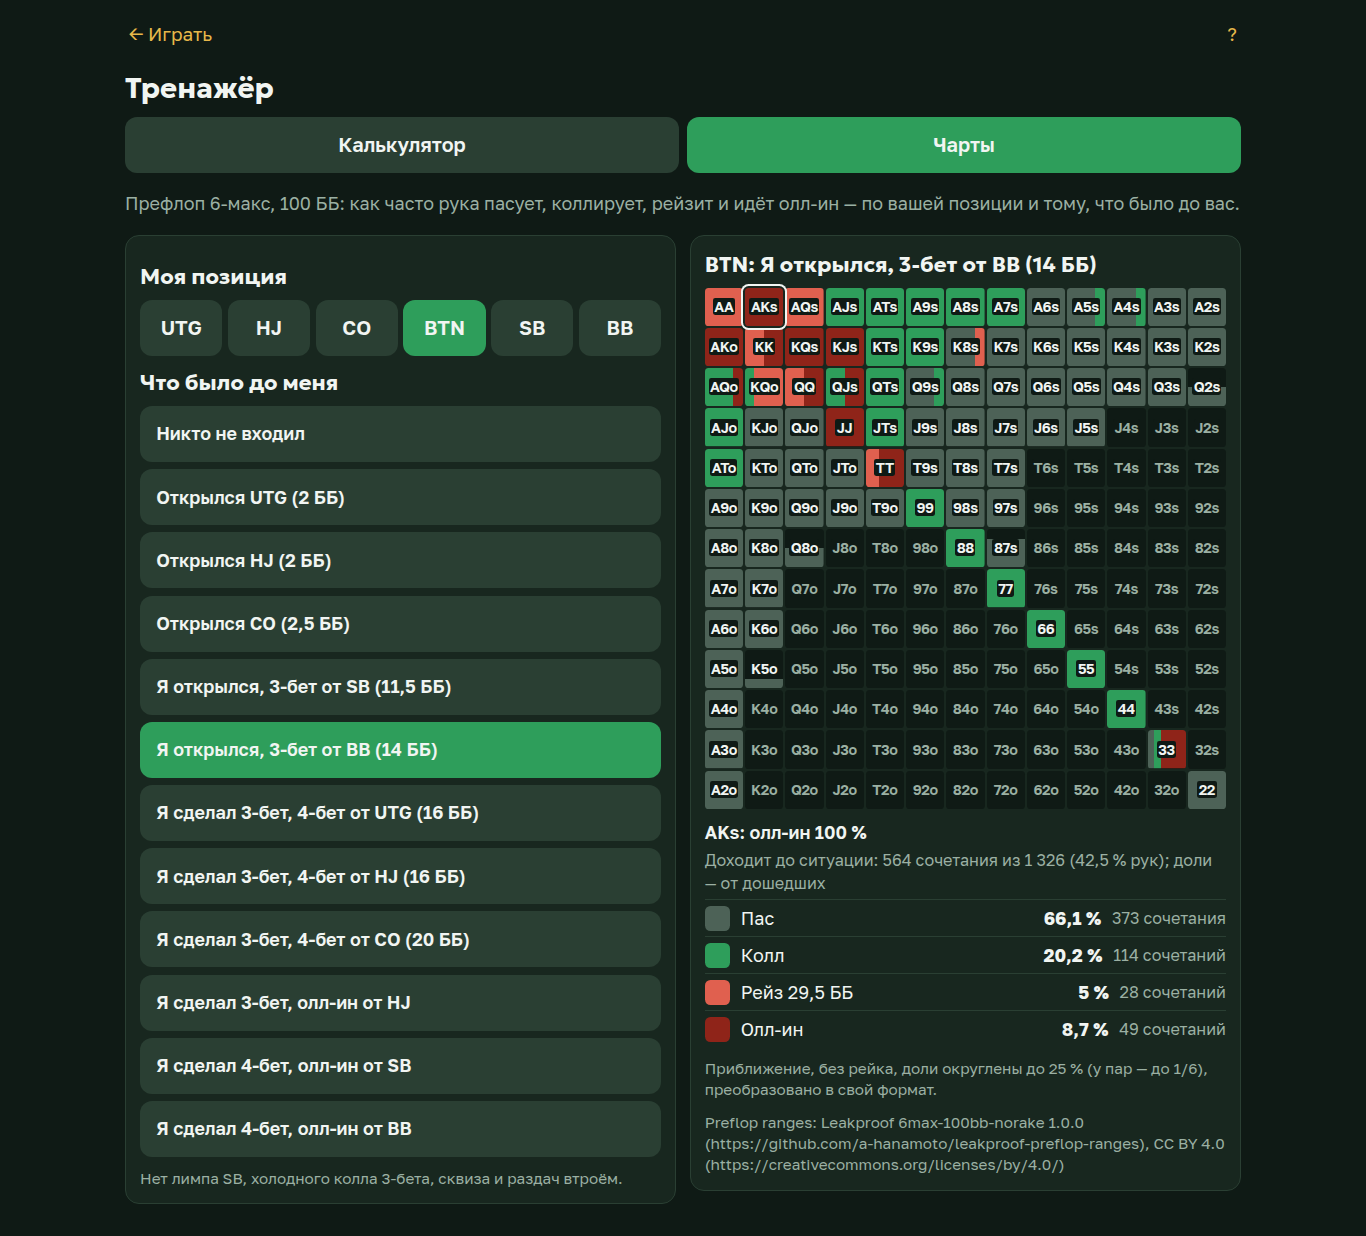 ← Играть
?
Тренажёр
Калькулятор
Чарты
Префлоп 6-макс, 100 ББ: как часто рука пасует, коллирует, рейзит и идёт олл-ин — по вашей позиции и тому, что было до вас.
Моя позиция
UTG HJ CO BTN SB BB
Что было до меня
Никто не входил
Открылся UTG (2 ББ)
Открылся HJ (2 ББ)
Открылся CO (2,5 ББ)
Я открылся, 3-бет от SB (11,5 ББ)
Я открылся, 3-бет от BB (14 ББ)
Я сделал 3-бет, 4-бет от UTG (16 ББ)
Я сделал 3-бет, 4-бет от HJ (16 ББ)
Я сделал 3-бет, 4-бет от CO (20 ББ)
Я сделал 3-бет, олл-ин от HJ
Я сделал 4-бет, олл-ин от SB
Я сделал 4-бет, олл-ин от BB
Нет лимпа SB, холодного колла 3-бета, сквиза и раздач втроём.
BTN: Я открылся, 3-бет от BB (14 ББ)
AA AKs AQs AJs ATs A9s A8s A7s A6s A5s A4s A3s A2s
AKo KK KQs KJs KTs K9s K8s K7s K6s K5s K4s K3s K2s
AQo KQo QQ QJs QTs Q9s Q8s Q7s Q6s Q5s Q4s Q3s Q2s
AJo KJo QJo JJ JTs J9s J8s J7s J6s J5s J4s J3s J2s
ATo KTo QTo JTo TT T9s T8s T7s T6s T5s T4s T3s T2s
A9o K9o Q9o J9o T9o 99 98s 97s 96s 95s 94s 93s 92s
A8o K8o Q8o J8o T8o 98o 88 87s 86s 85s 84s 83s 82s
A7o K7o Q7o J7o T7o 97o 87o 77 76s 75s 74s 73s 72s
A6o K6o Q6o J6o T6o 96o 86o 76o 66 65s 64s 63s 62s
A5o K5o Q5o J5o T5o 95o 85o 75o 65o 55 54s 53s 52s
A4o K4o Q4o J4o T4o 94o 84o 74o 64o 54o 44 43s 42s
A3o K3o Q3o J3o T3o 93o 83o 73o 63o 53o 43o 33 32s
A2o K2o Q2o J2o T2o 92o 82o 72o 62o 52o 42o 32o 22
AKs: олл-ин 100 %
Доходит до ситуации: 564 сочетания из 1 326 (42,5 % рук); доли
— от дошедших
Пас 66,1 % 373 сочетания
Колл 20,2 % 114 сочетаний
Рейз 29,5 ББ 5 % 28 сочетаний
Олл-ин 8,7 % 49 сочетаний
Приближение, без рейка, доли округлены до 25 % (у пар — до 1/6),
преобразовано в свой формат.
Preflop ranges: Leakproof 6max-100bb-norake 1.0.0
(https://github.com/a-hanamoto/leakproof-preflop-ranges), CC BY 4.0
(https://creativecommons.org/licenses/by/4.0/)